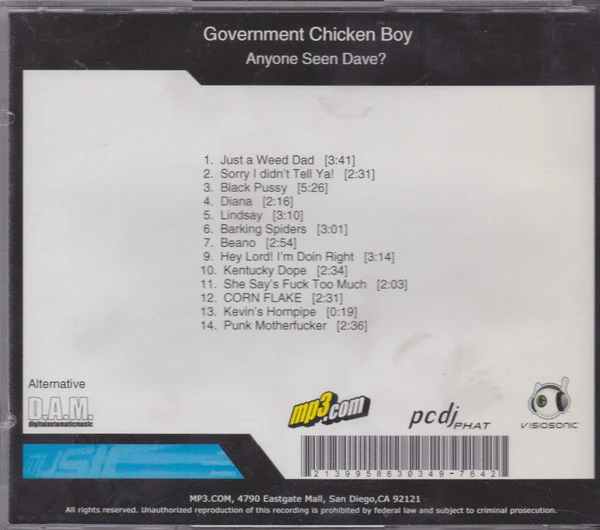 Government Chicken Boy
Anyone Seen Dave?
1. Just a Weed Dad [3:41]
2. Sorry I didn't Tell Ya! [2:31]
3. Black Pussy [5:26]
4. Diana [2:16]
5. Lindsay [3:10]
6. Barking Spiders [3:01]
7. Beano [2:54]
9. Hey Lord! I'm Doin Right [3:14]
10. Kentucky Dope [2:34]
11. She Say's Fuck Too Much [2:03]
12. CORN FLAKE [2:31]
13. Kevin's Hornpipe [0:19]
14. Punk Motherfucker [2:36]
Alternative
D.A.M.
digitalautomaticmusic
mp3.com
pcdj PHAT
VISIOSONIC
music
2139958630349-7642
MP3.COM, 4790 Eastgate Mall, San Diego,CA 92121
All rights reserved. Unauthorized reproduction of this recording is prohibited by federal law and subject to criminal prosecution.